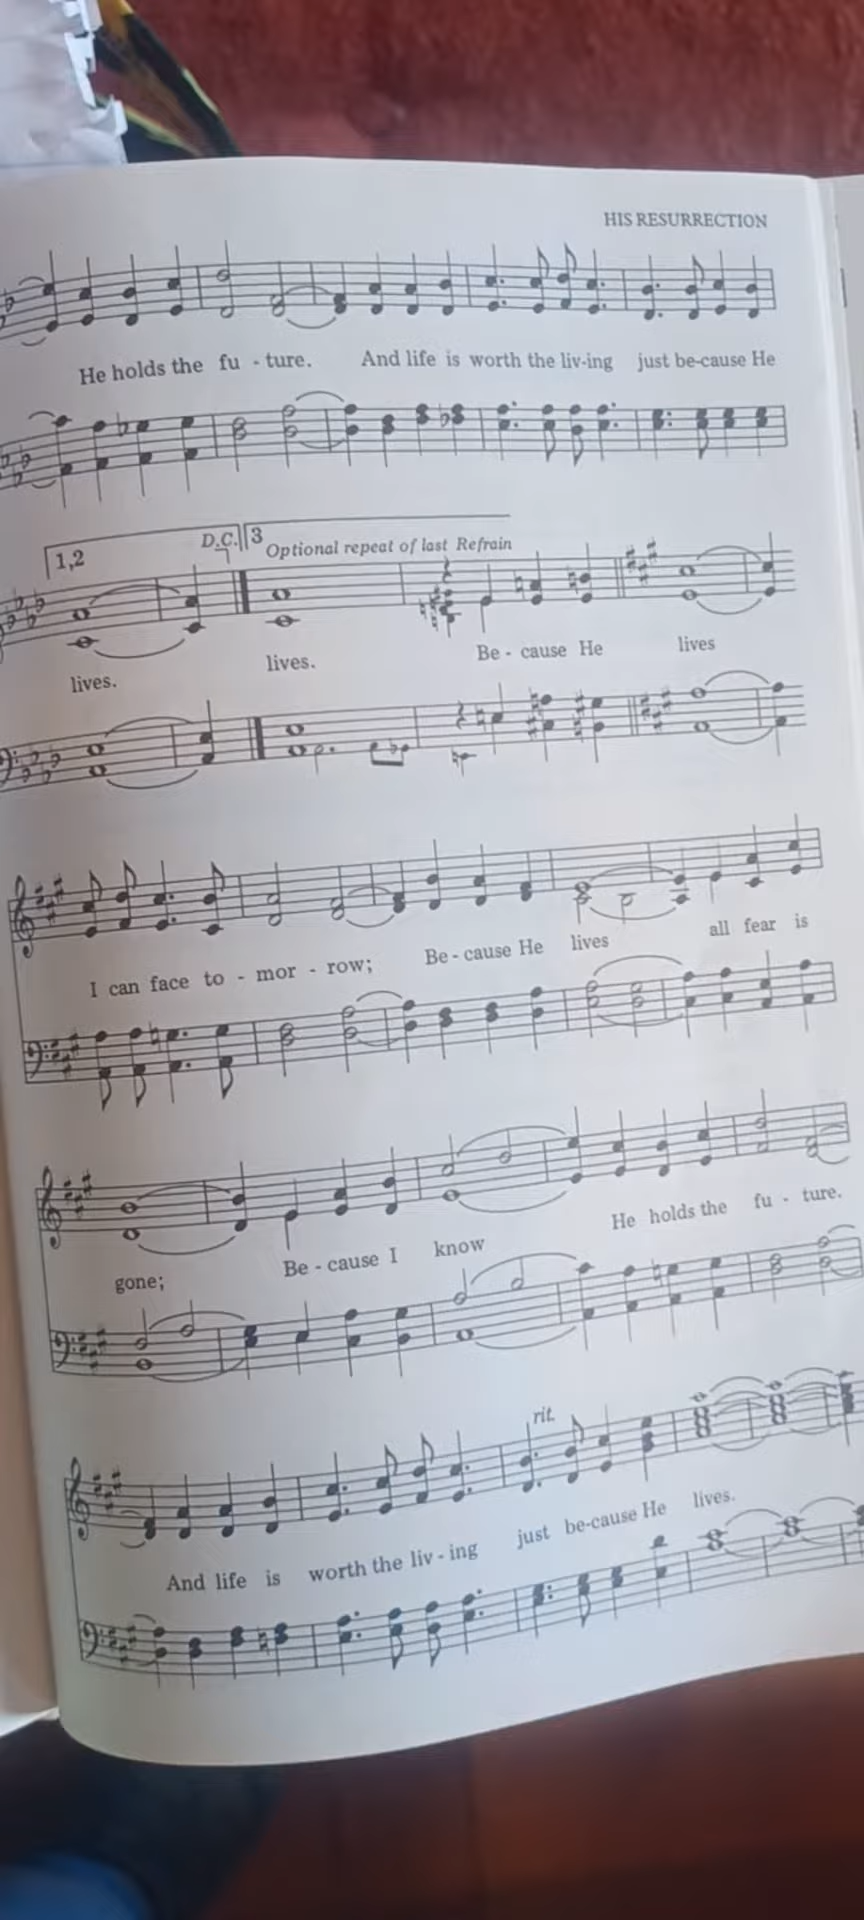 HIS RESURRECTION
He holds the fu - ture. And life is worth the liv-ing just be-cause He
1,2 D.C. 3 Optional repeat of last Refrain
lives. lives. Be - cause He lives
I can face to - mor - row; Be - cause He lives all fear is
gone; Be - cause I know He holds the fu - ture.
rit.
And life is worth the liv - ing just be-cause He lives.